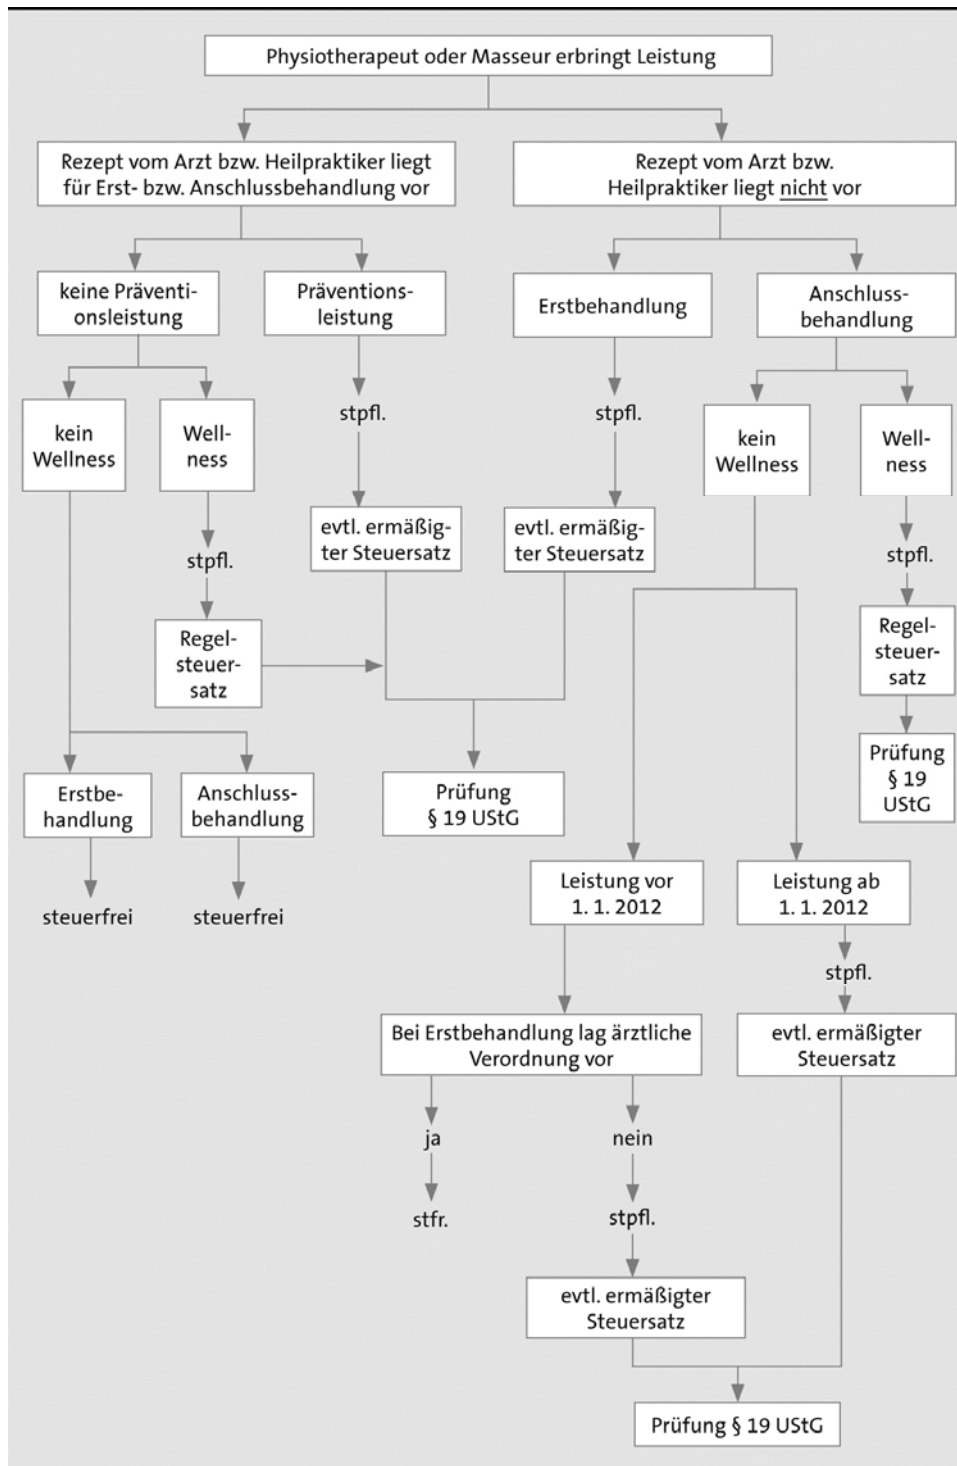 Physiotherapeut oder Masseur erbringt Leistung
Rezept vom Arzt bzw. Heilpraktiker liegt
für Erst- bzw. Anschlussbehandlung vor
Rezept vom Arzt bzw.
Heilpraktiker liegt nicht vor
keine Präventi-
onsleistung
Präventions-
leistung
Erstbehandlung
Anschluss-
behandlung
kein
Wellness
Well-
ness
stpfl.
stpfl.
kein
Wellness
Well-
ness
stpfl.
evtl. ermäßig-
ter Steuersatz
evtl. ermäßig-
ter Steuersatz
stpfl.
Regel-
steuer-
satz
Regel-
steuer-
satz
Erstbe-
handlung
Anschluss-
behandlung
Prüfung
§ 19 UStG
Prüfung
§ 19
UStG
steuerfrei
steuerfrei
Leistung vor
1. 1. 2012
Leistung ab
1. 1. 2012
stpfl.
Bei Erstbehandlung lag ärztliche
Verordnung vor
evtl. ermäßigter
Steuersatz
ja
nein
stfr.
stpfl.
evtl. ermäßigter
Steuersatz
Prüfung § 19 UStG